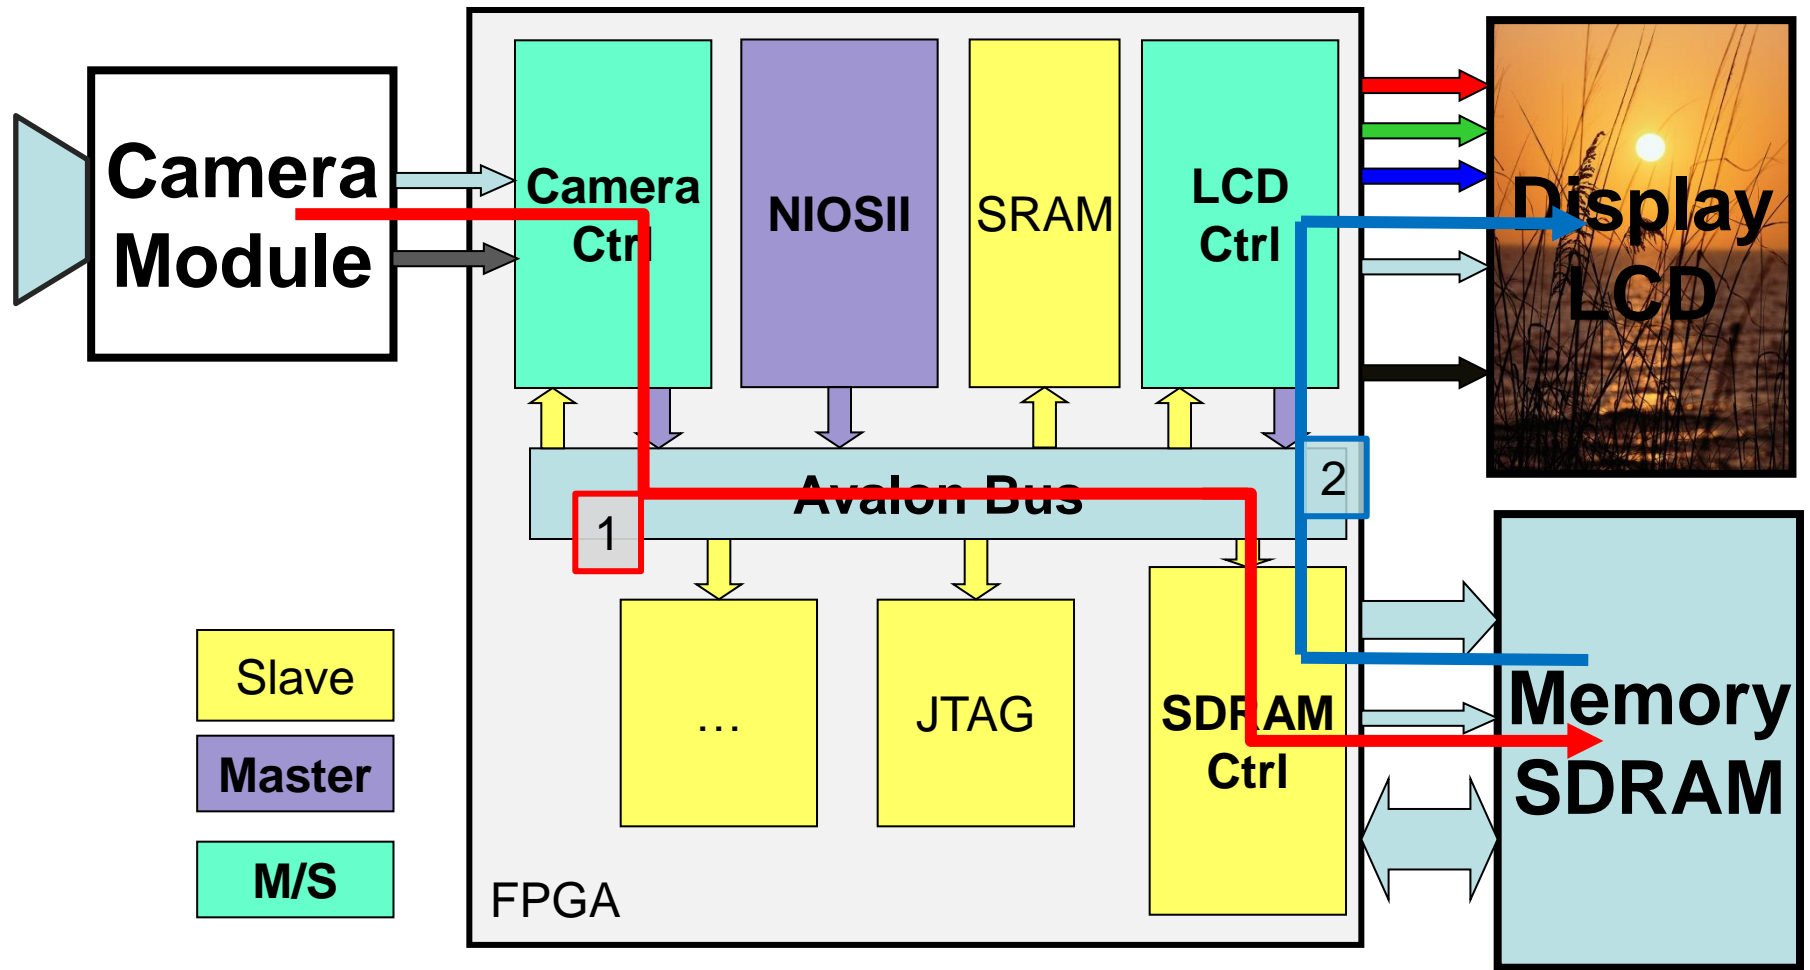 Camera
Module
Camera
Ctrl
NIOSII
SRAM
LCD
Ctrl
Display
LCD
Avalon Bus
1
2
Slave
Master
M/S
...
JTAG
SDRAM
Ctrl
Memory
SDRAM
FPGA